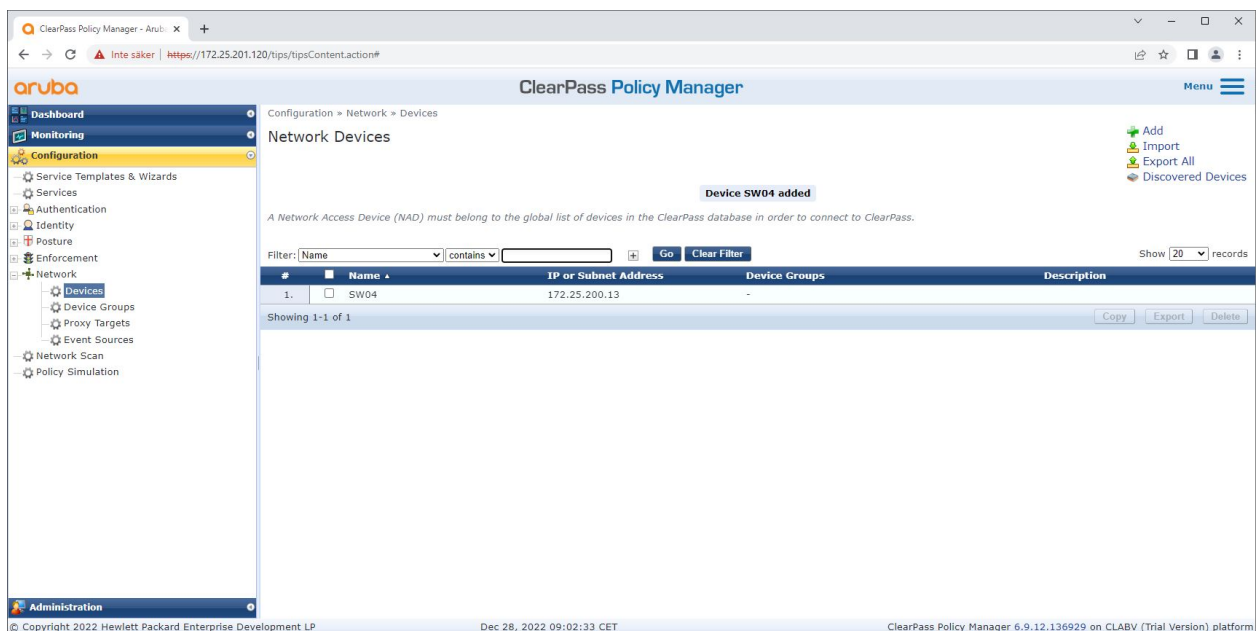 ClearPass Policy Manager - Arub
Inte säker | https://172.25.201.120/tips/tipsContent.action#
aruba
ClearPass Policy Manager
Menu
Dashboard
Monitoring
Configuration
Service Templates & Wizards
Services
Authentication
Identity
Posture
Enforcement
Network
Devices
Device Groups
Proxy Targets
Event Sources
Network Scan
Policy Simulation
Administration
Configuration » Network » Devices
Network Devices
Add
Import
Export All
Discovered Devices
Device SW04 added
A Network Access Device (NAD) must belong to the global list of devices in the ClearPass database in order to connect to ClearPass.
Filter: Name contains Go Clear Filter Show 20 records
# Name IP or Subnet Address Device Groups Description
1. SW04 172.25.200.13 -
Showing 1-1 of 1 Copy Export Delete
© Copyright 2022 Hewlett Packard Enterprise Development LP Dec 28, 2022 09:02:33 CET ClearPass Policy Manager 6.9.12.136929 on CLABV (Trial Version) platform